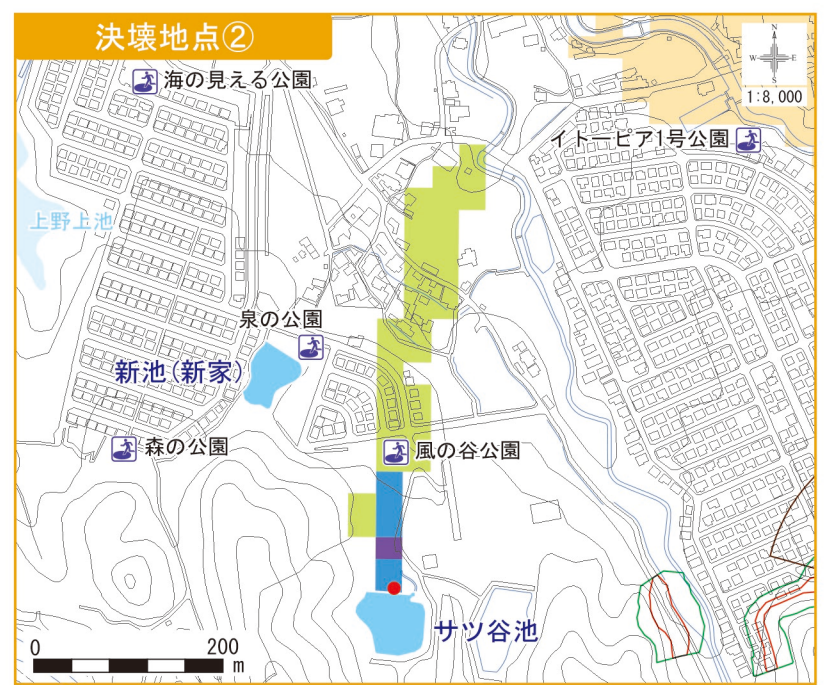 決壊地点②
海の見える公園
N
W
E
S
1:8,000
イトーピア1号公園
上野上池
泉の公園
新池(新家)
森の公園
風の谷公園
サツ谷池
0
200
m